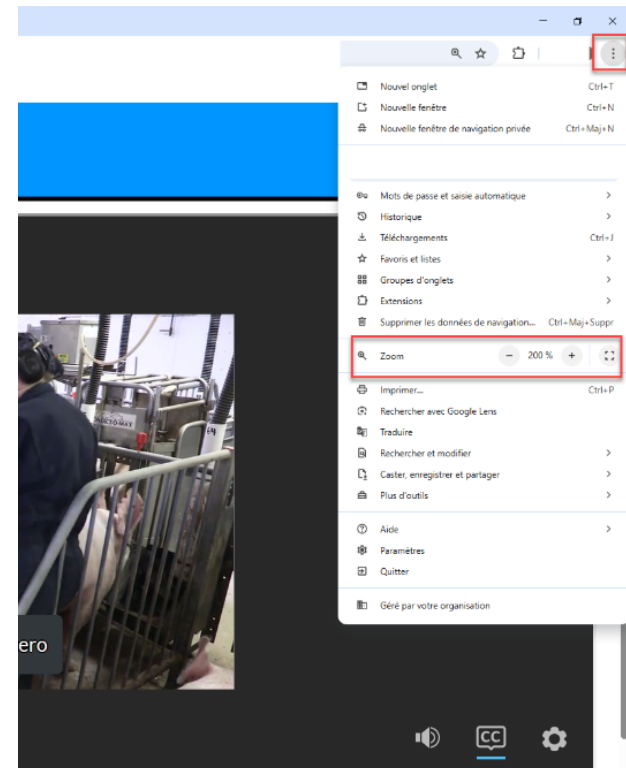 Nouvel onglet Ctrl+T
Nouvelle fenêtre Ctrl+N
Nouvelle fenêtre de navigation privée Ctrl+Maj+N
Mots de passe et saisie automatique
Historique
Téléchargements Ctrl+J
Favoris et listes
Groupes d'onglets
Extensions
Supprimer les données de navigation... Ctrl+Maj+Suppr
Zoom − 200 % +
Imprimer... Ctrl+P
Rechercher avec Google Lens
Traduire
Rechercher et modifier
Caster, enregistrer et partager
Plus d'outils
Aide
Paramètres
Quitter
Géré par votre organisation
ero
CC